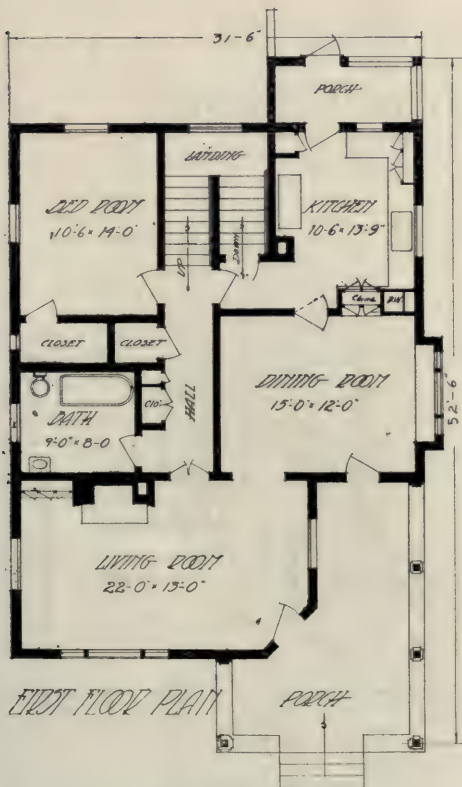 31'-6"
PORCH
LANDING
BED ROOM
10'-6" x 14'-0"
UP
DOWN
KITCHEN
10'-6" x 13'-9"
China
CLOSET
CLOSET
CLO.
HALL
DINING ROOM
15'-0" x 12'-0"
BATH
9'-0" x 8'-0
52'-6"
LIVING ROOM
22'-0" x 13'-0"
FIRST FLOOR PLAN
PORCH